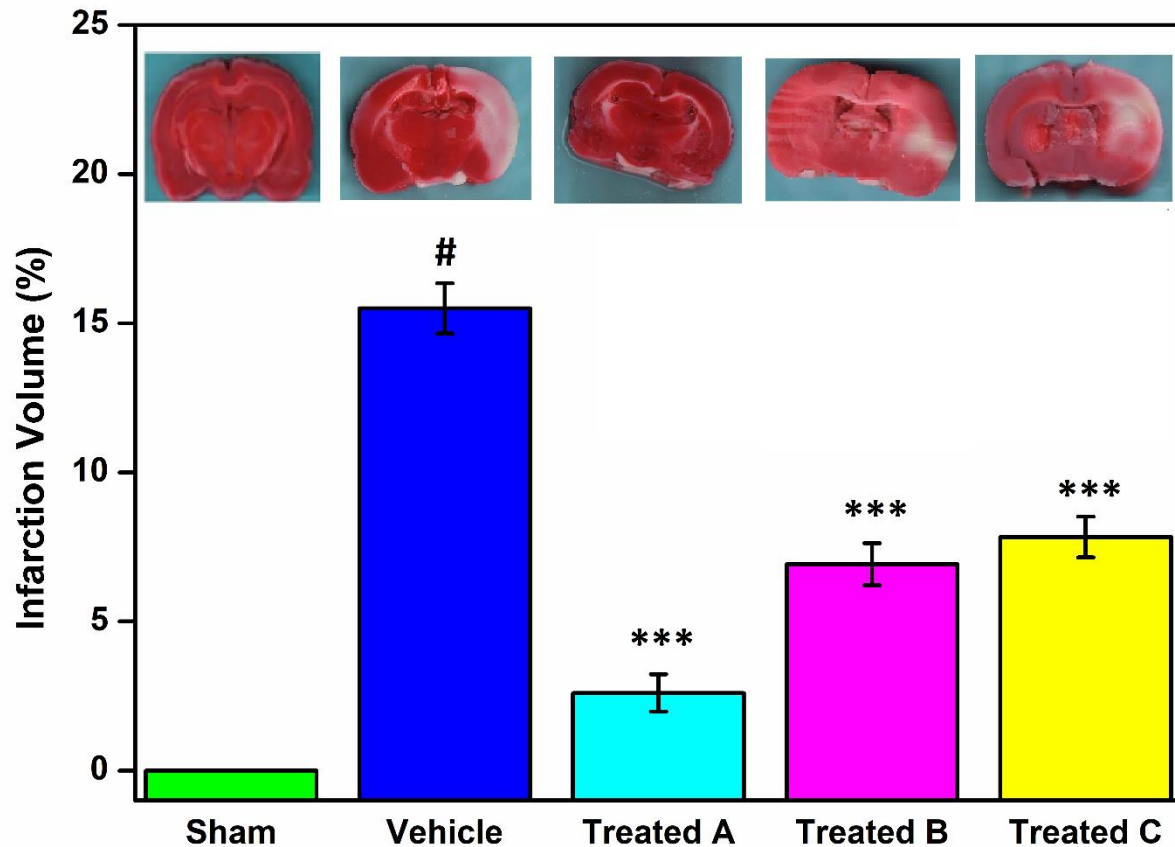 25
20
15
10
5
0
Infarction Volume (%)
#
***
***
***
Sham
Vehicle
Treated A
Treated B
Treated C